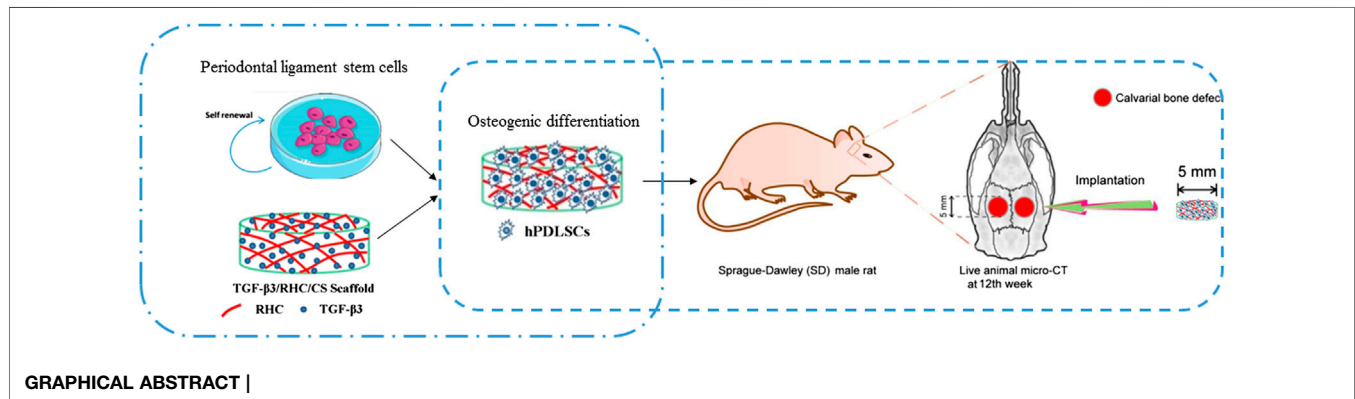 Periodontal ligament stem cells
Self renewal
TGF-β3/RHC/CS Scaffold
RHC TGF-β3
Osteogenic differentiation
hPDLSCs
Sprague-Dawley (SD) male rat
Calvarial bone defec
5 mm
Implantation
5 mm
Live animal micro-CT
at 12th week
GRAPHICAL ABSTRACT |